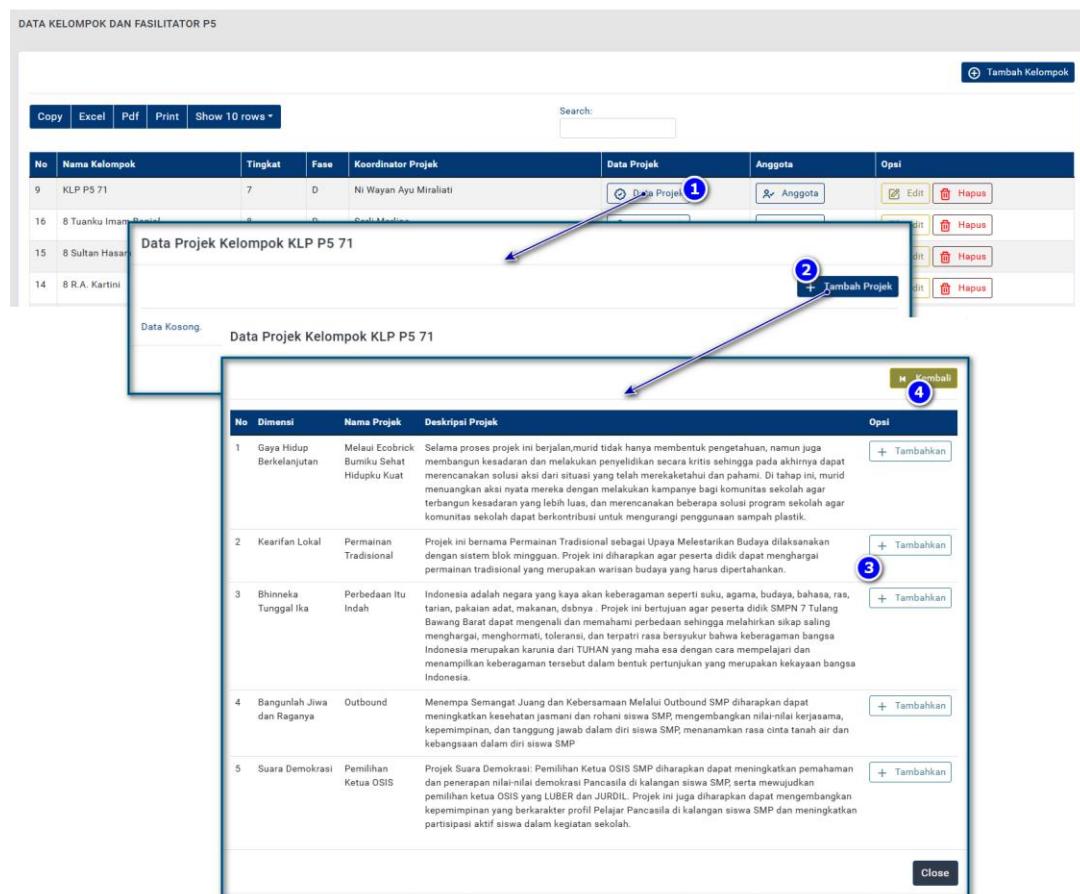 DATA KELOMPOK DAN FASILITATOR P5
Tambah Kelompok
Copy Excel Pdf Print Show 10 rows
Search:
No Nama Kelompok Tingkat Fase Koordinator Projek Data Projek Anggota Opsi
9 KLP P5 71 7 D Ni Wayan Ayu Miraliati Data Projek 1 Anggota Edit Hapus
16 8 Tuanku Imam 8 D Hapus
15 8 Sultan Hapus
14 8 R.A. Kartini Hapus
Data Projek Kelompok KLP P5 71
2
+ Tambah Projek
Data Kosong.
Data Projek Kelompok KLP P5 71
Kembali
4
No Dimensi Nama Projek Deskripsi Projek Opsi
1 Gaya Hidup Melaui Ecobrick Selama proses projek ini berjalan,murid tidak hanya membentuk pengetahuan, namun juga + Tambahkan
Berkelanjutan Bumiku Sehat membangun kesadaran dan melakukan penyelidikan secara kritis sehingga pada akhirnya dapat
Hidupku Kuat merencanakan solusi aksi dari situasi yang telah merekaketahui dan pahami. Di tahap ini, murid
menuangkan aksi nyata mereka dengan melakukan kampanye bagi komunitas sekolah agar
terbangun kesadaran yang lebih luas, dan merencanakan beberapa solusi program sekolah agar
komunitas sekolah dapat berkontribusi untuk mengurangi penggunaan sampah plastik.
2 Kearifan Lokal Permainan Projek ini bernama Permainan Tradisional sebagai Upaya Melestarikan Budaya dilaksanakan + Tambahkan
Tradisional dengan sistem blok mingguan. Projek ini diharapkan agar peserta didik dapat menghargai
permainan tradisional yang merupakan warisan budaya yang harus dipertahankan.
3
3 Bhinneka Perbedaan Itu Indonesia adalah negara yang kaya akan keberagaman seperti suku, agama, budaya, bahasa, ras, + Tambahkan
Tunggal Ika Indah tarian, pakaian adat, makanan, dsbnya . Projek ini bertujuan agar peserta didik SMPN 7 Tulang
Bawang Barat dapat mengenali dan memahami perbedaan sehingga melahirkan sikap saling
menghargai, menghormati, toleransi, dan terpatri rasa bersyukur bahwa keberagaman bangsa
Indonesia merupakan karunia dari TUHAN yang maha esa dengan cara mempelajari dan
menampilkan keberagaman tersebut dalam bentuk pertunjukan yang merupakan kekayaan bangsa
Indonesia.
4 Bangunlah Jiwa Outbound Menempa Semangat Juang dan Kebersamaan Melalui Outbound SMP diharapkan dapat + Tambahkan
dan Raganya meningkatkan kesehatan jasmani dan rohani siswa SMP, mengembangkan nilai-nilai kerjasama,
kepemimpinan, dan tanggung jawab dalam diri siswa SMP, menanamkan rasa cinta tanah air dan
kebangsaan dalam diri siswa SMP
5 Suara Demokrasi Pemilihan Projek Suara Demokrasi: Pemilihan Ketua OSIS SMP diharapkan dapat meningkatkan pemahaman + Tambahkan
Ketua OSIS dan penerapan nilai-nilai demokrasi Pancasila di kalangan siswa SMP, serta mewujudkan
pemilihan ketua OSIS yang LUBER dan JURDIL. Projek ini juga diharapkan dapat mengembangkan
kepemimpinan yang berkarakter profil Pelajar Pancasila di kalangan siswa SMP dan meningkatkan
partisipasi aktif siswa dalam kegiatan sekolah.
Close